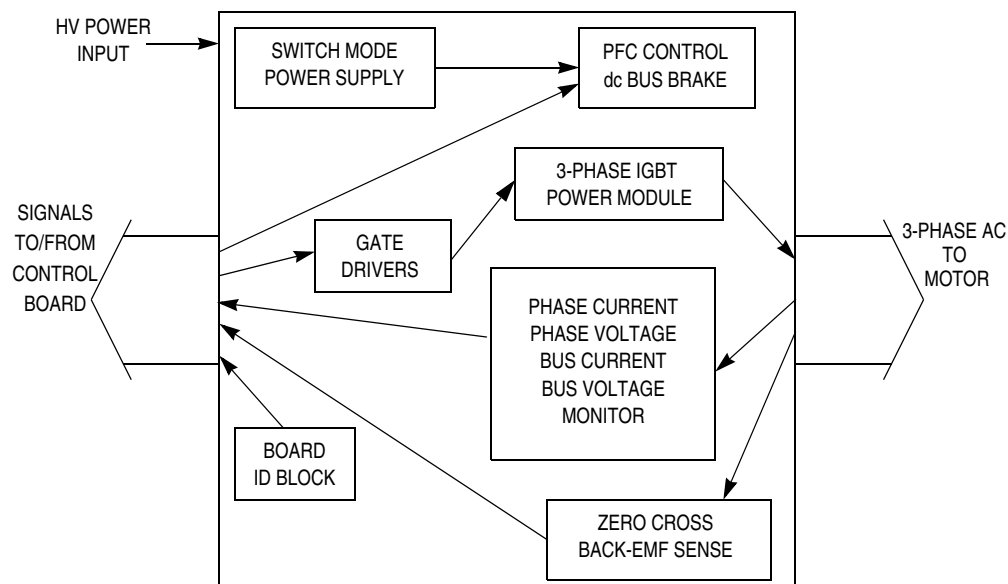 HV POWER
INPUT
SWITCH MODE
POWER SUPPLY
PFC CONTROL
dc BUS BRAKE
3-PHASE IGBT
POWER MODULE
SIGNALS
TO/FROM
CONTROL
BOARD
GATE
DRIVERS
3-PHASE AC
TO
MOTOR
PHASE CURRENT
PHASE VOLTAGE
BUS CURRENT
BUS VOLTAGE
MONITOR
BOARD
ID BLOCK
ZERO CROSS
BACK-EMF SENSE